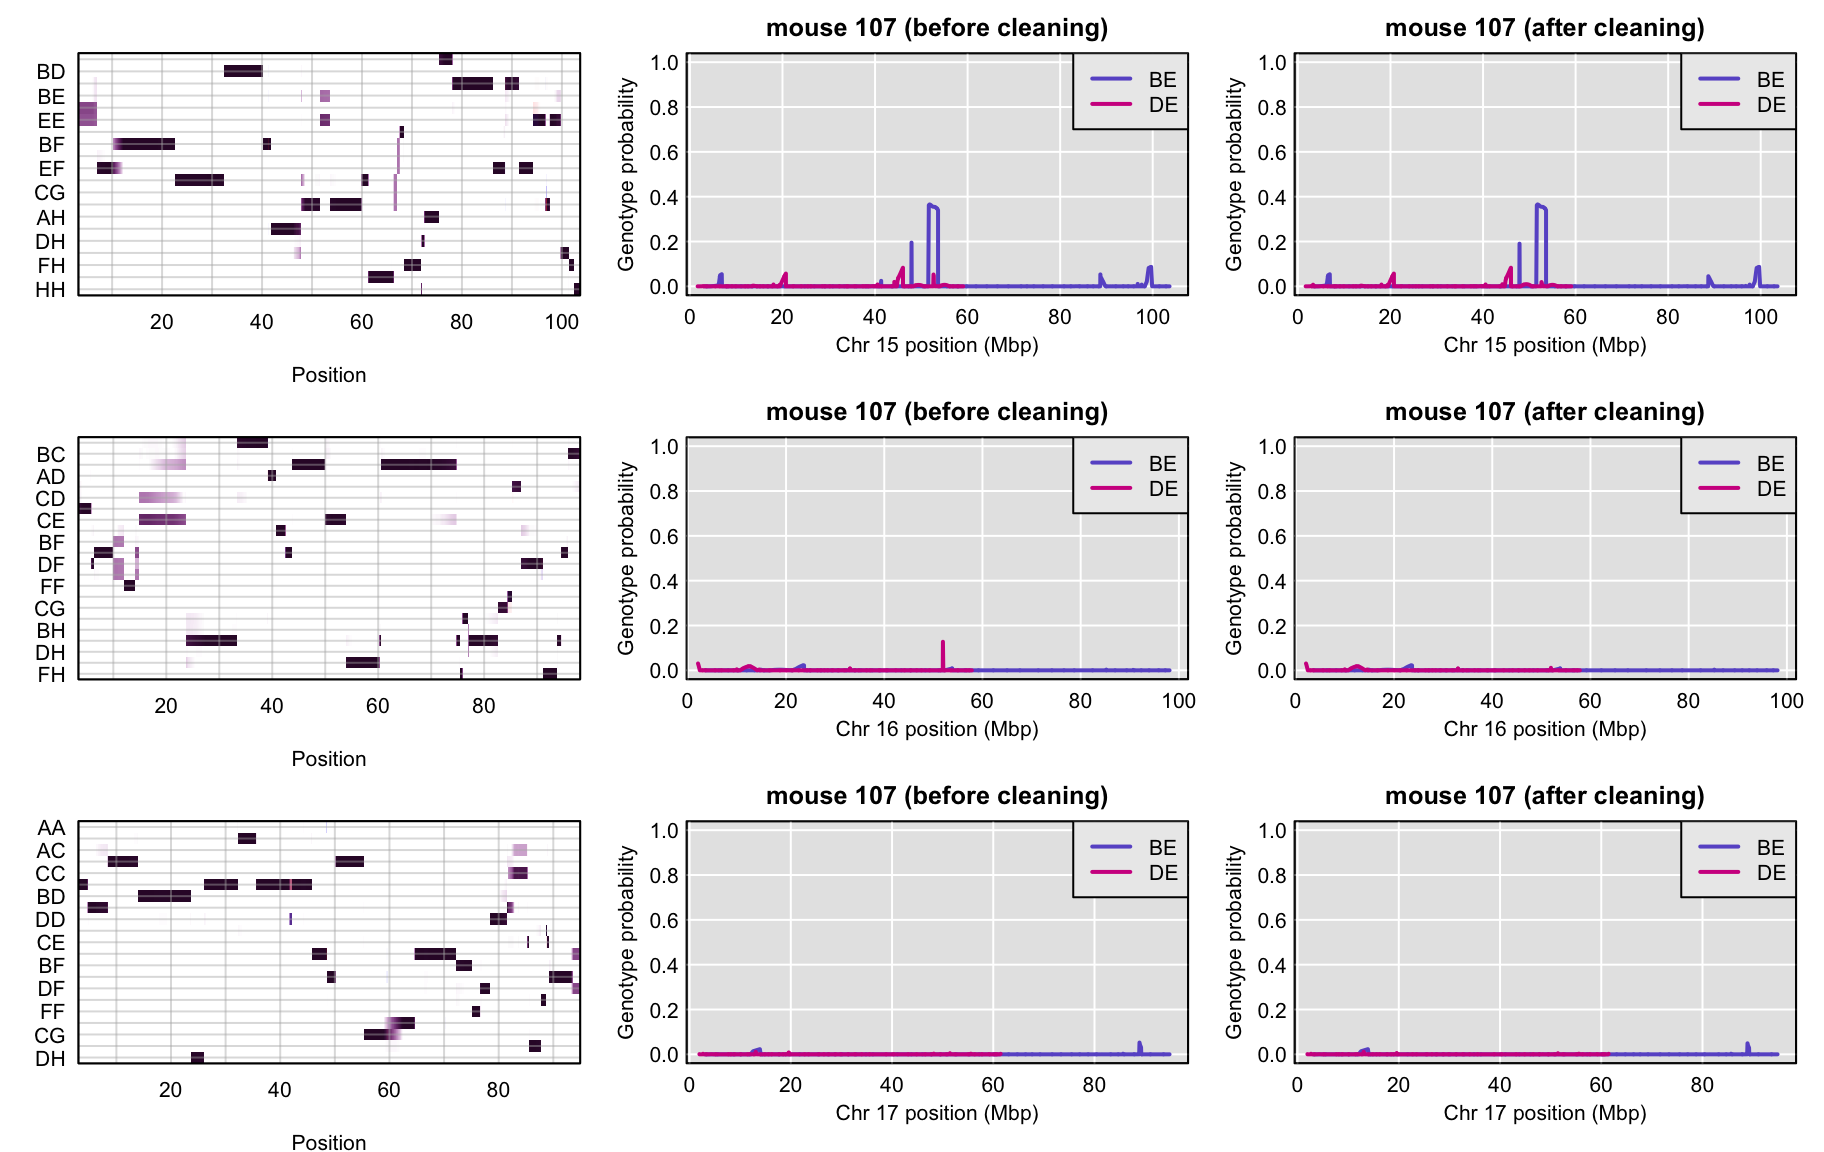 BD
BE
EE
BF
EF
CG
AH
DH
FH
HH
20 40 60 80 100
Position
mouse 107 (before cleaning)
Genotype probability
1.0
0.8
0.6
0.4
0.2
0.0
BE
DE
0 20 40 60 80 100
Chr 15 position (Mbp)
mouse 107 (after cleaning)
Genotype probability
1.0
0.8
0.6
0.4
0.2
0.0
BE
DE
0 20 40 60 80 100
Chr 15 position (Mbp)
BC
AD
CD
CE
BF
DF
FF
CG
BH
DH
FH
20 40 60 80
Position
mouse 107 (before cleaning)
Genotype probability
1.0
0.8
0.6
0.4
0.2
0.0
BE
DE
0 20 40 60 80 100
Chr 16 position (Mbp)
mouse 107 (after cleaning)
Genotype probability
1.0
0.8
0.6
0.4
0.2
0.0
BE
DE
0 20 40 60 80 100
Chr 16 position (Mbp)
AA
AC
CC
BD
DD
CE
BF
DF
FF
CG
DH
20 40 60 80
Position
mouse 107 (before cleaning)
Genotype probability
1.0
0.8
0.6
0.4
0.2
0.0
BE
DE
0 20 40 60 80
Chr 17 position (Mbp)
mouse 107 (after cleaning)
Genotype probability
1.0
0.8
0.6
0.4
0.2
0.0
BE
DE
0 20 40 60 80
Chr 17 position (Mbp)